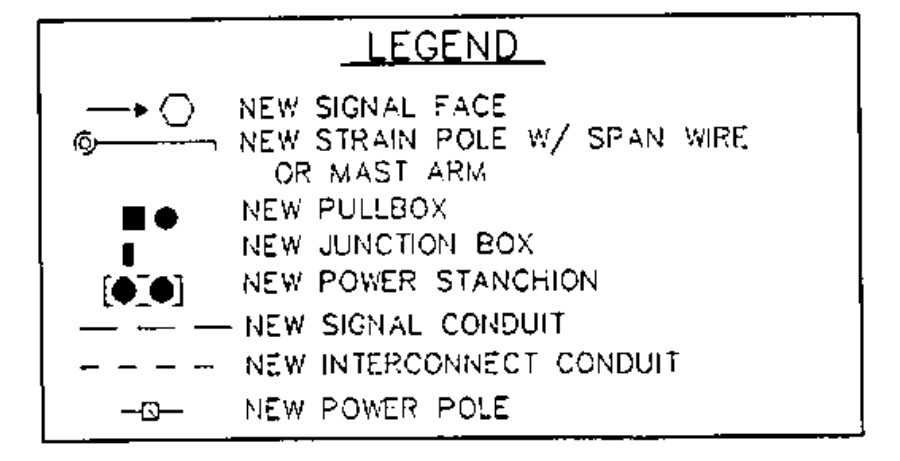 LEGEND
NEW SIGNAL FACE
NEW STRAIN POLE W/ SPAN WIRE
OR MAST ARM
NEW PULLBOX
NEW JUNCTION BOX
NEW POWER STANCHION
NEW SIGNAL CONDUIT
NEW INTERCONNECT CONDUIT
NEW POWER POLE